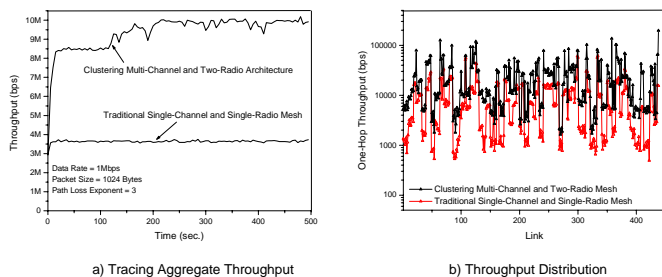 10M
9M
8M
7M
6M
5M
4M
3M
2M
Throughput (bps)
Clustering Multi-Channel and Two-Radio Architecture
Traditional Single-Channel and Single-Radio Mesh
Data Rate = 1Mbps
Packet Size = 1024 Bytes
Path Loss Exponent = 3
0 100 200 300 400 500
Time (sec.)
a) Tracing Aggregate Throughput
100000
10000
1000
100
One-Hop Throughput (bps)
Clustering Multi-Channel and Two-Radio Mesh
Traditional Single-Channel and Single-Radio Mesh
0 100 200 300 400
Link
b) Throughput Distribution